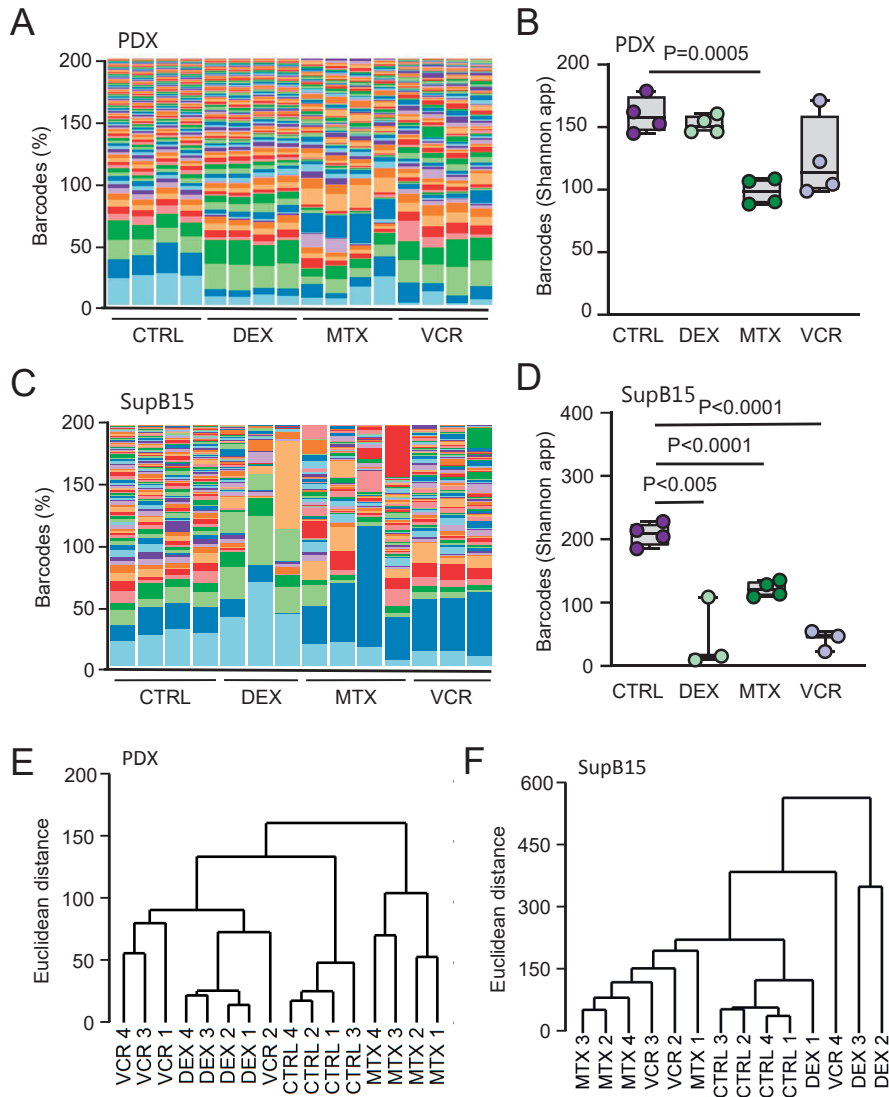 A
PDX
Barcodes (%)
200
150
100
50
0
CTRL DEX MTX VCR
B
PDX
P=0.0005
Barcodes (Shannon app)
200
150
100
50
0
CTRL DEX MTX VCR
C
SupB15
Barcodes (%)
200
150
100
50
0
CTRL DEX MTX VCR
D
SupB15
P<0.0001
P<0.0001
P<0.005
Barcodes (Shannon app)
400
300
200
100
0
CTRL DEX MTX VCR
E
PDX
Euclidean distance
200
150
100
50
0
VCR 4
VCR 3
VCR 1
DEX 4
DEX 3
DEX 2
DEX 1
VCR 2
CTRL 4
CTRL 2
CTRL 1
CTRL 3
MTX 4
MTX 3
MTX 2
MTX 1
F
SupB15
Euclidean distance
600
450
300
150
0
MTX 3
MTX 2
MTX 4
VCR 3
VCR 2
MTX 1
CTRL 3
CTRL 2
CTRL 4
CTRL 1
DEX 1
VCR 4
DEX 3
DEX 2